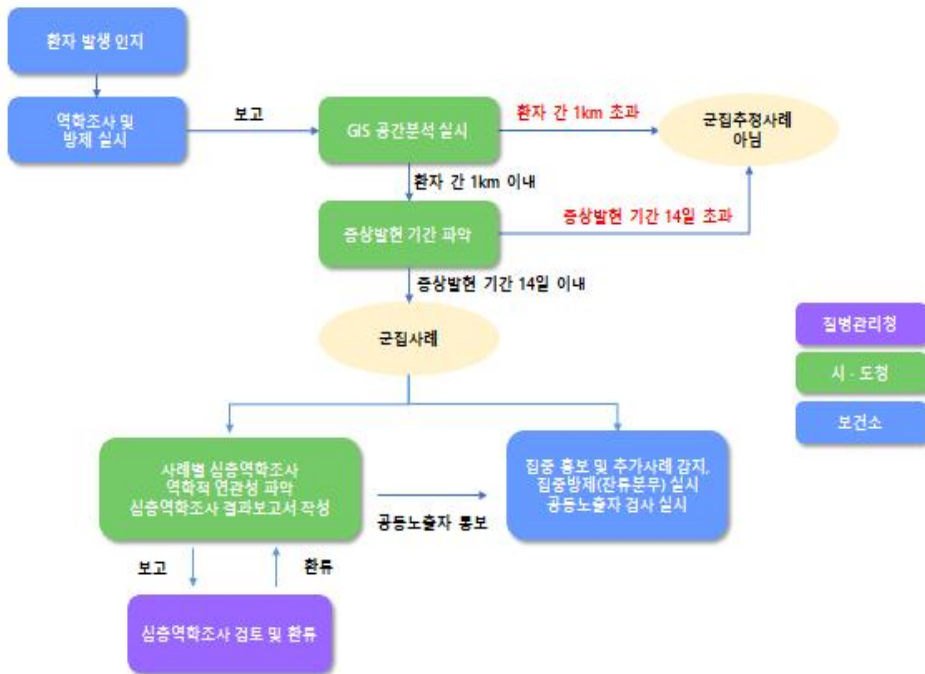 환자 발생 인지
역학조사 및
방제 실시
보고
GIS 공간분석 실시
환자 간 1km 초과
군집추정사례
아님
환자 간 1km 이내
증상발현 기간 파악
증상발현 기간 14일 초과
증상발현 기간 14일 이내
군집사례
질병관리청
시 - 도청
보건소
사례별 심층역학조사
역학적 연관성 파악
심층역학조사 결과보고서 작성
공동노출자 통보
집중 홍보 및 추가사례 감지,
집중방제(잔류분무) 실시
공동노출자 검사 실시
보고
환류
심층역학조사 검토 및 환류